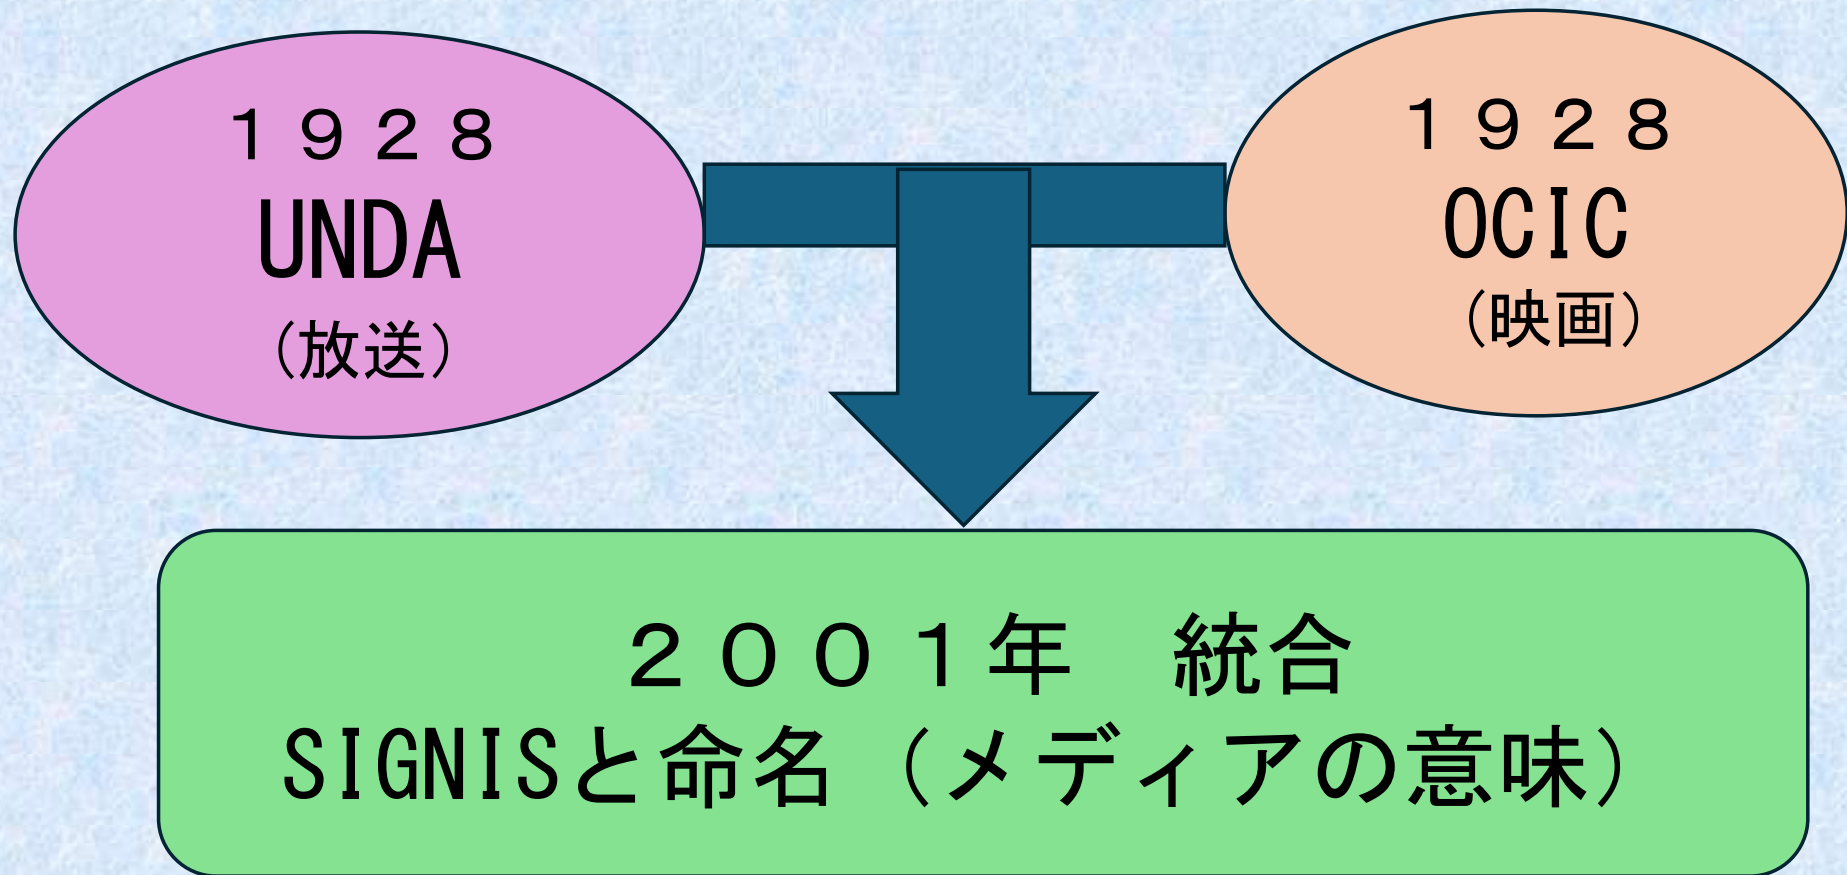 １９２８
UNDA
（放送）
１９２８
OCIC
（映画）
２００１年　統合
SIGNISと命名（メディアの意味）